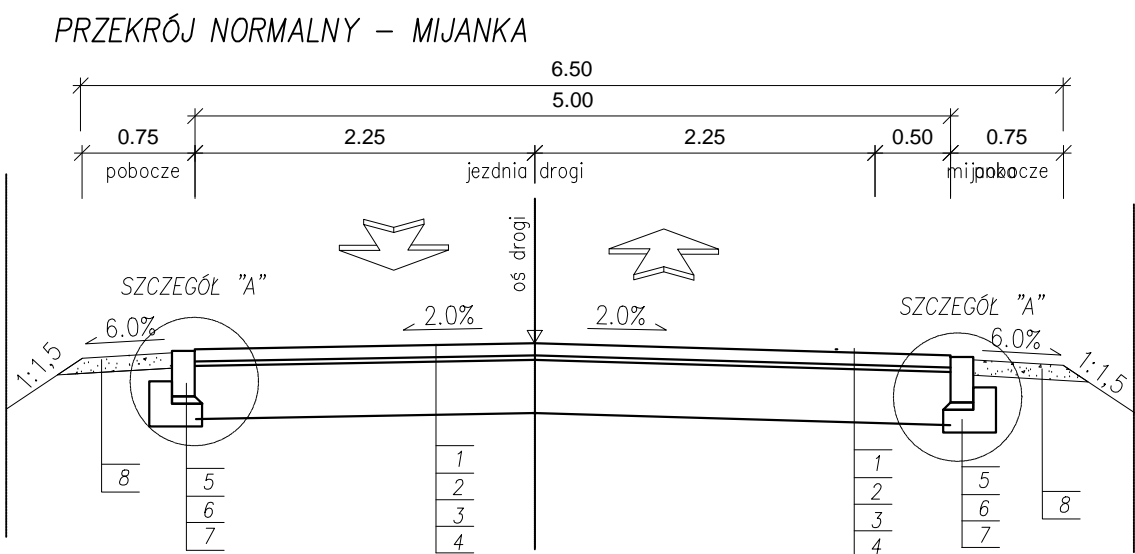 PRZEKRÓJ NORMALNY – MIJANKA
6.50
5.00
0.75 2.25 2.25 0.50 0.75
pobocze jezdnia drogi mijanka pobocze
oś drogi
SZCZEGÓŁ "A"
SZCZEGÓŁ "A"
6.0% 2.0% 2.0% 6.0%
1:1,5 1:1,5
8 5 1 1 5 8
6 2 2 6
7 3 3 7
4 4